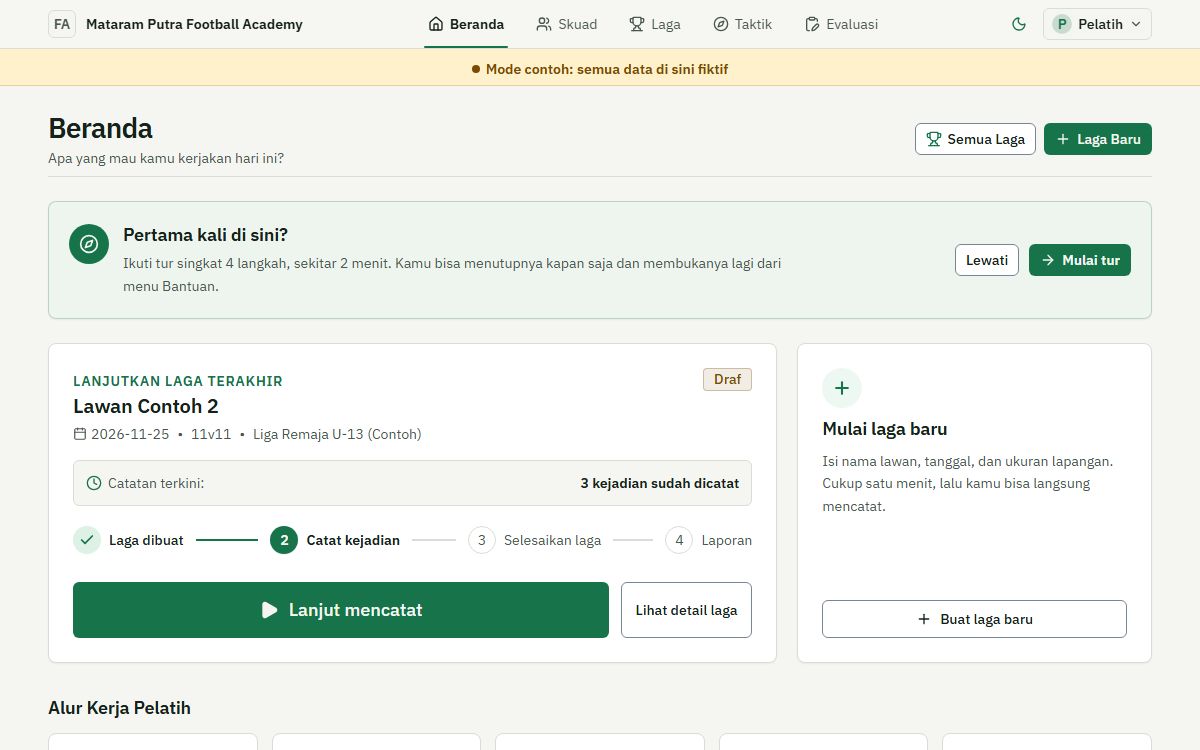 FA Mataram Putra Football Academy Beranda Skuad Laga Taktik Evaluasi P Pelatih
Mode contoh: semua data di sini fiktif
Beranda
Apa yang mau kamu kerjakan hari ini?
Semua Laga
Laga Baru
Pertama kali di sini?
Ikuti tur singkat 4 langkah, sekitar 2 menit. Kamu bisa menutupnya kapan saja dan membukanya lagi dari
menu Bantuan.
Lewati
Mulai tur
LANJUTKAN LAGA TERAKHIR
Draf
Lawan Contoh 2
2026-11-25 • 11v11 • Liga Remaja U-13 (Contoh)
Catatan terkini: 3 kejadian sudah dicatat
Laga dibuat 2 Catat kejadian 3 Selesaikan laga 4 Laporan
Lanjut mencatat
Lihat detail laga
Mulai laga baru
Isi nama lawan, tanggal, dan ukuran lapangan.
Cukup satu menit, lalu kamu bisa langsung
mencatat.
Buat laga baru
Alur Kerja Pelatih